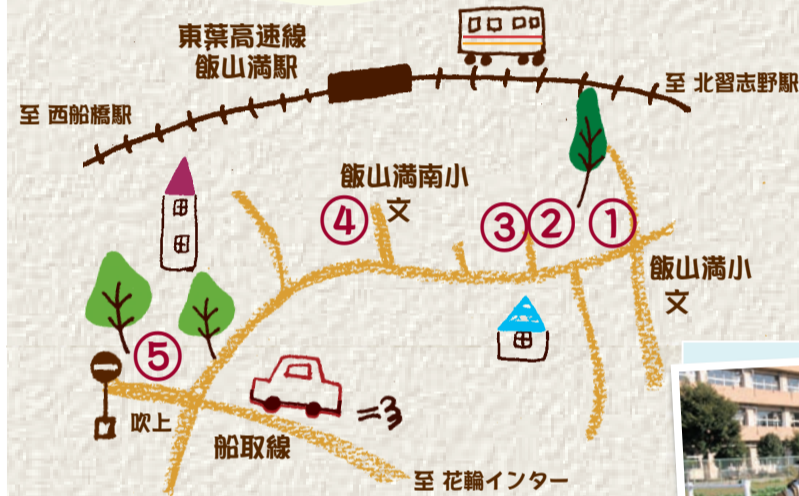 東葉高速線
飯山満駅
至 北習志野駅
至 西船橋駅
飯山満南小
文
④
③
②
①
飯山満小
文
⑤
吹上
船取線
至 花輪インター